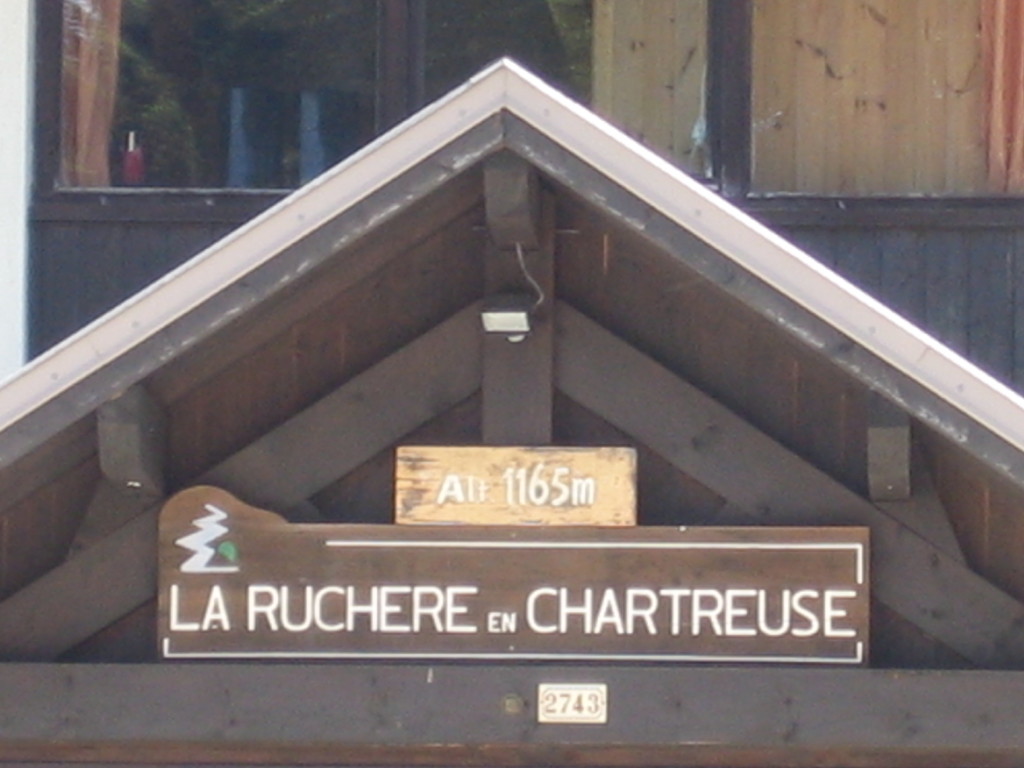 Alt 1165m
LA RUCHERE EN CHARTREUSE
2743